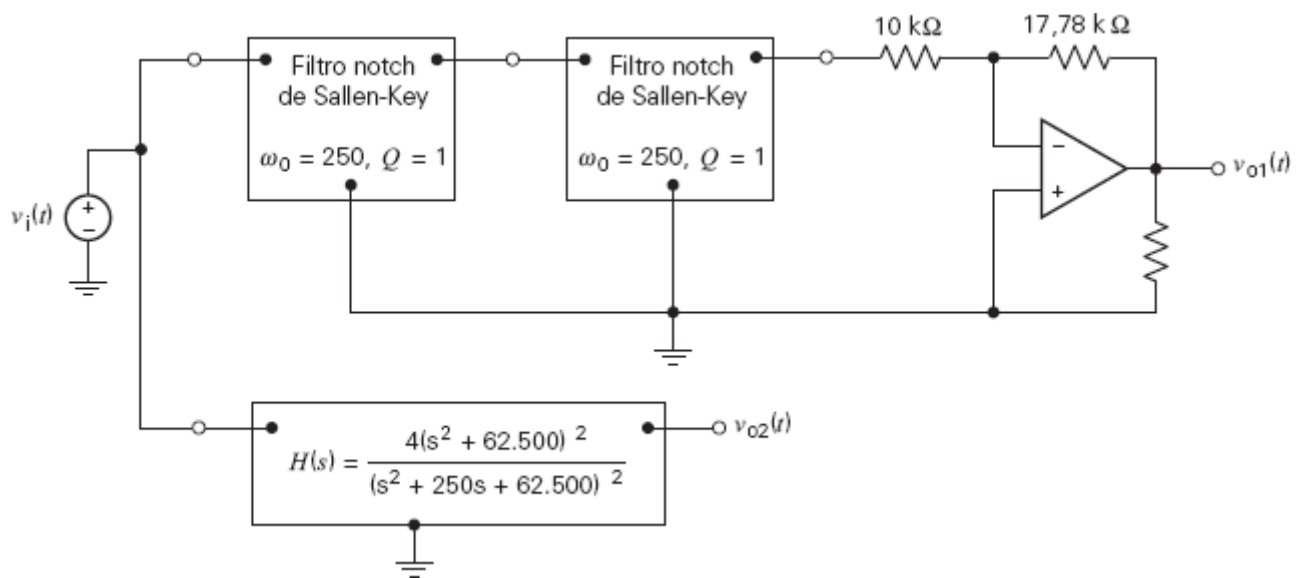 10 kΩ
17,78 k Ω
Filtro notch
de Sallen-Key
ω0 = 250, Q = 1
Filtro notch
de Sallen-Key
ω0 = 250, Q = 1
vi(t)
+
−
−
+
vo1(t)
H(s) = 4(s² + 62.500) ² / (s² + 250s + 62.500) ²
vo2(t)